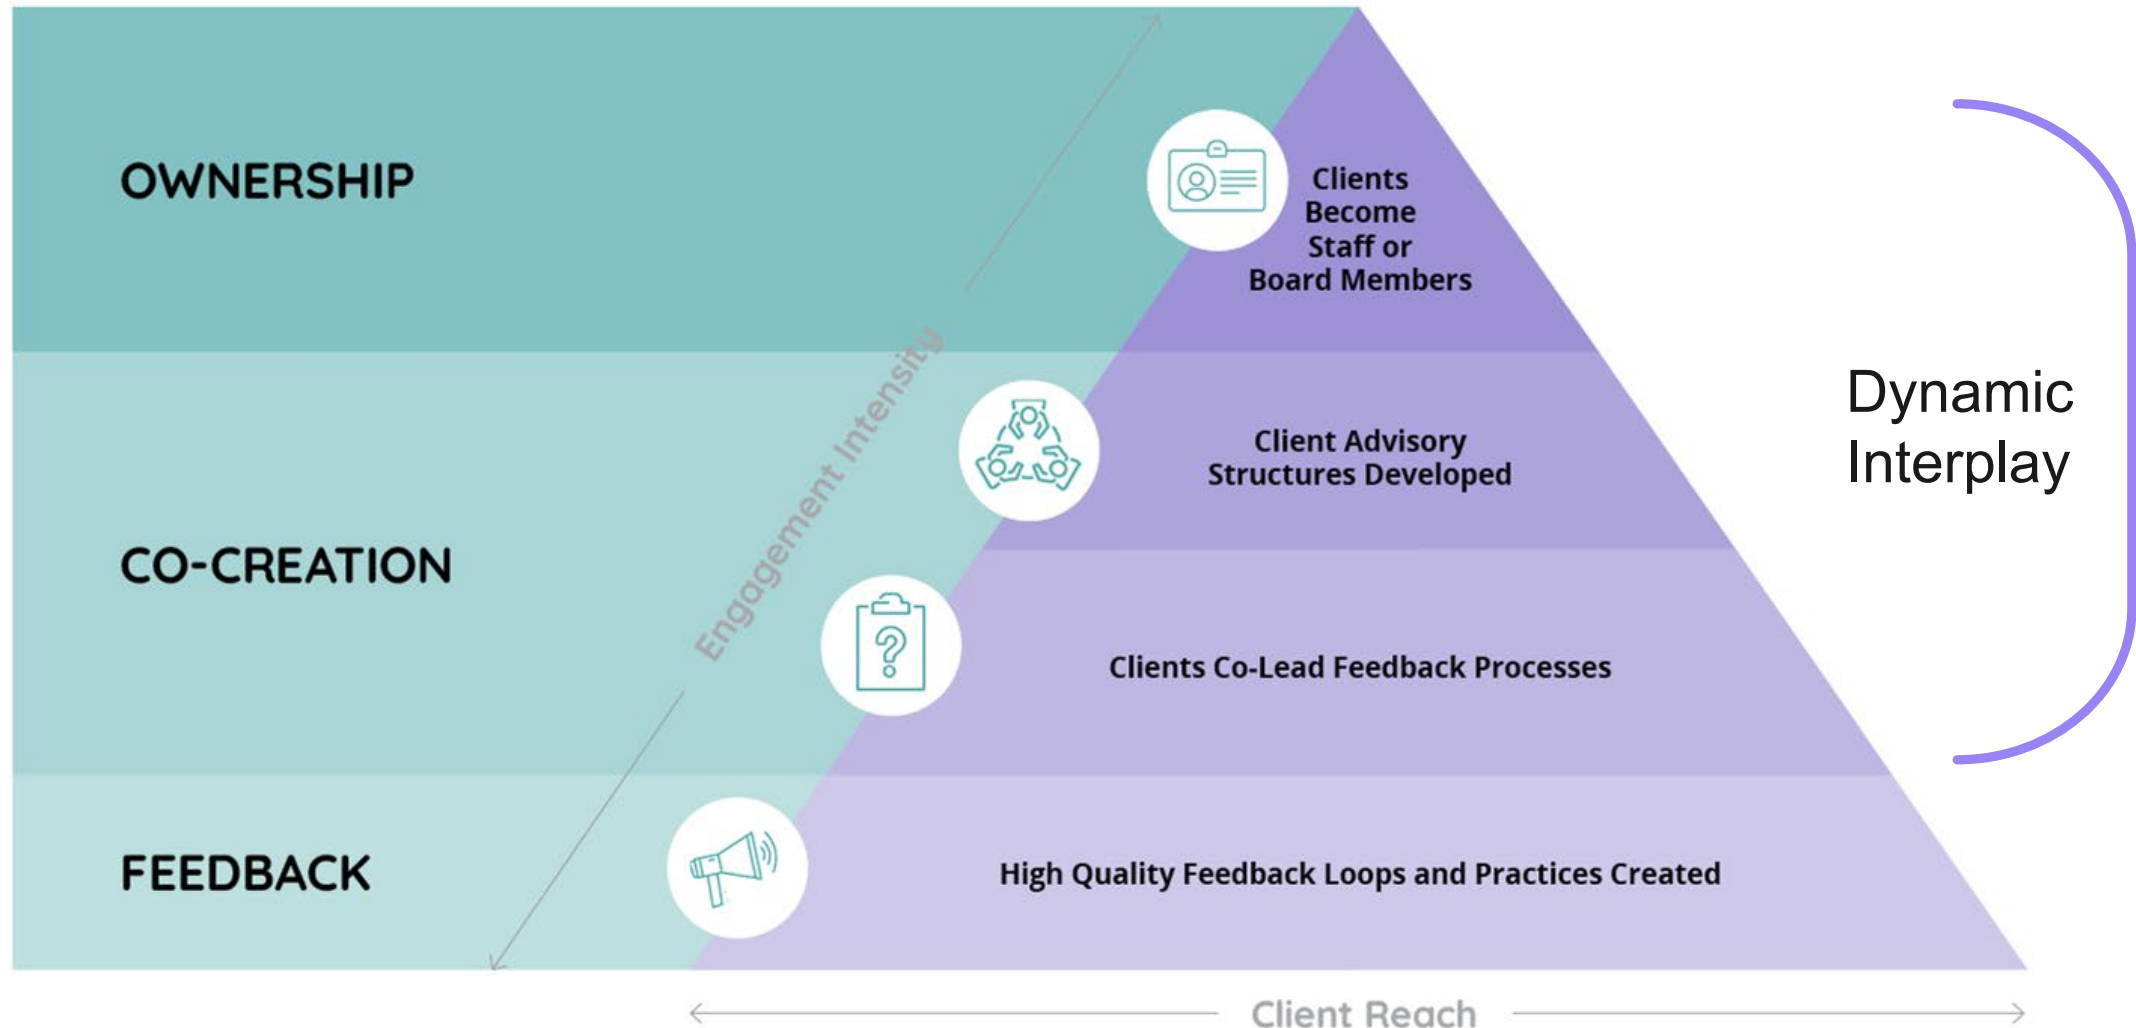 OWNERSHIP
Clients
Become
Staff or
Board Members
Engagement Intensity
Client Advisory
Structures Developed
Dynamic
Interplay
CO-CREATION
?
Clients Co-Lead Feedback Processes
FEEDBACK
High Quality Feedback Loops and Practices Created
Client Reach